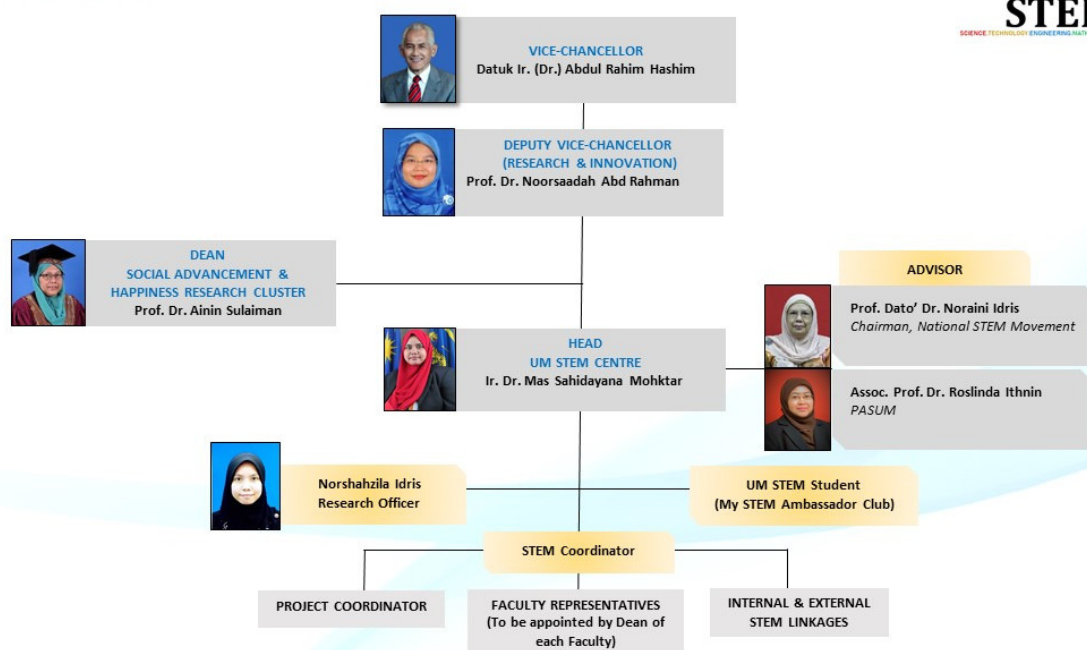 STEM
SCIENCE TECHNOLOGY ENGINEERING
VICE-CHANCELLOR
Datuk Ir. (Dr.) Abdul Rahim Hashim
DEPUTY VICE-CHANCELLOR
(RESEARCH & INNOVATION)
Prof. Dr. Noorsaadah Abd Rahman
DEAN
SOCIAL ADVANCEMENT &
HAPPINESS RESEARCH CLUSTER
Prof. Dr. Ainin Sulaiman
ADVISOR
Prof. Dato’ Dr. Noraini Idris
Chairman, National STEM Movement
HEAD
UM STEM CENTRE
Ir. Dr. Mas Sahidayana Mohktar
Assoc. Prof. Dr. Roslinda Ithnin
PASUM
Norshahzila Idris
Research Officer
UM STEM Student
(My STEM Ambassador Club)
STEM Coordinator
PROJECT COORDINATOR
FACULTY REPRESENTATIVES
(To be appointed by Dean of
each Faculty)
INTERNAL & EXTERNAL
STEM LINKAGES